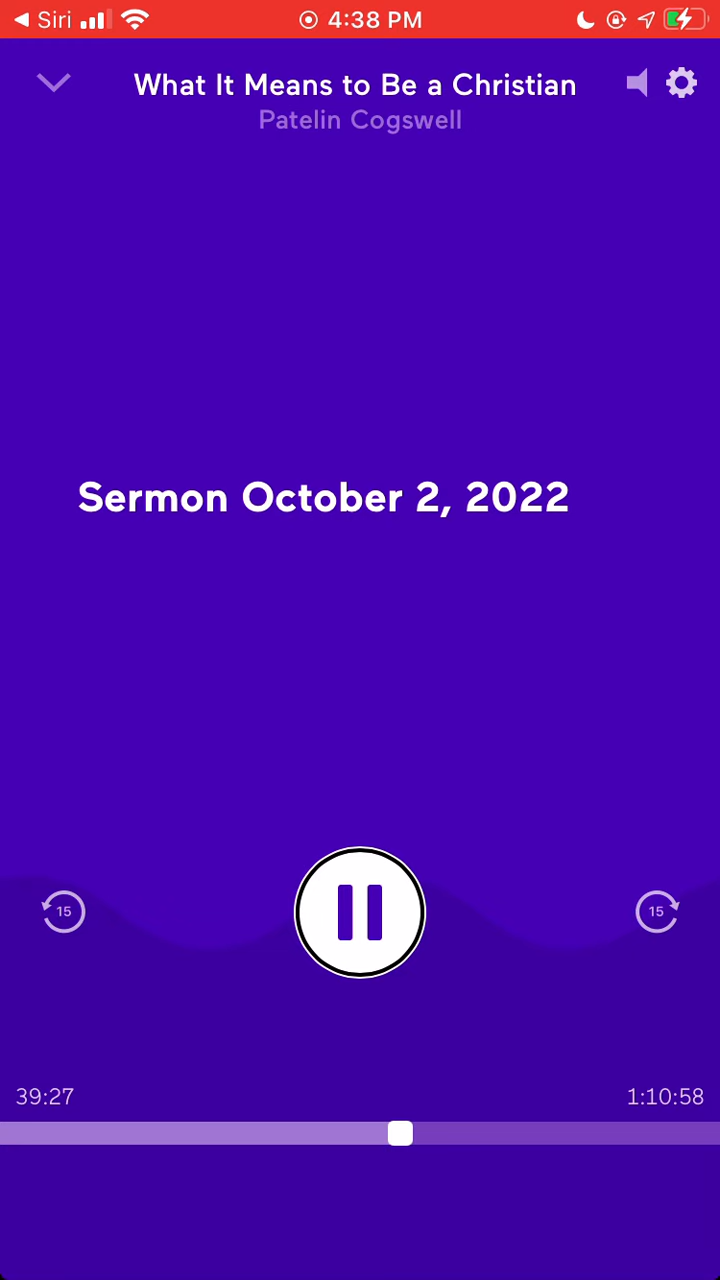 Siri 4:38 PM
What It Means to Be a Christian
Patelin Cogswell
Sermon October 2, 2022
15 15
39:27 1:10:58